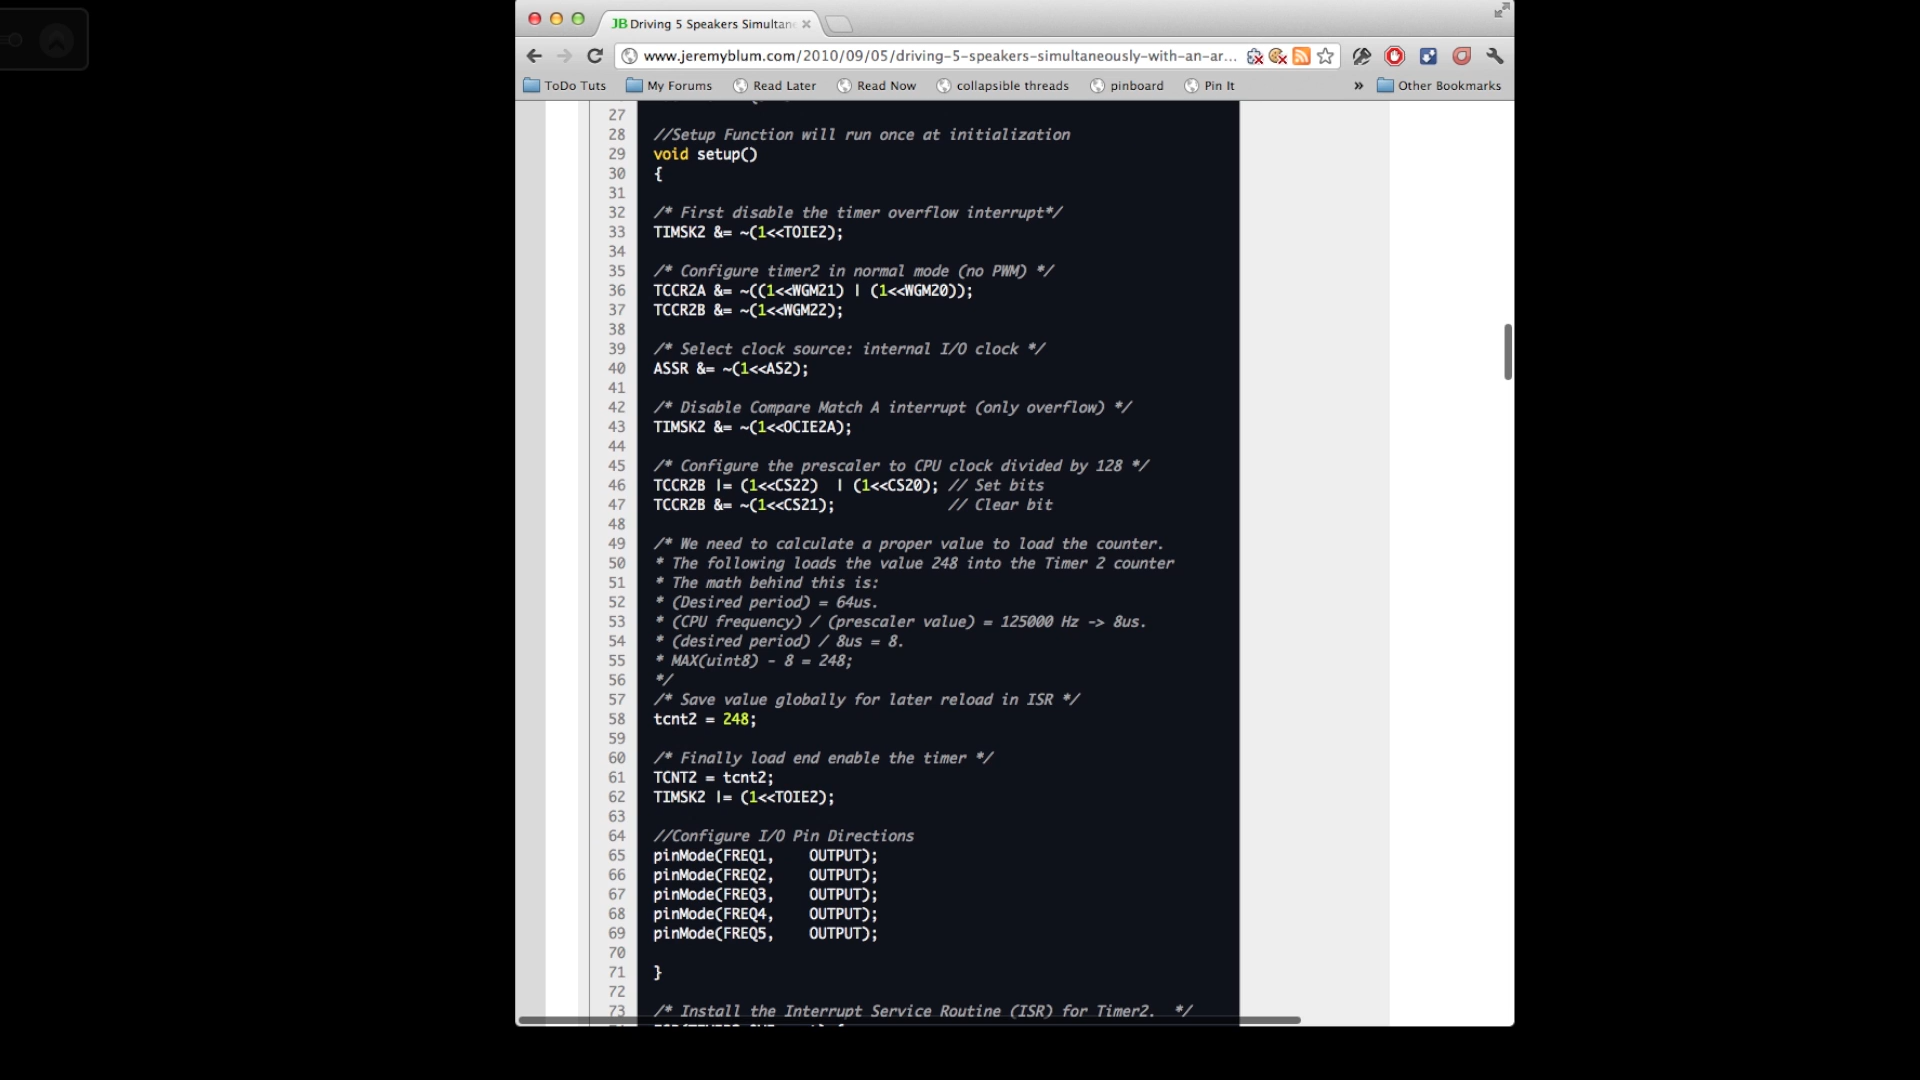 JB Driving 5 Speakers Simultan
www.jeremyblum.com/2010/09/05/driving-5-speakers-simultaneously-with-an-ar...
ToDo Tuts My Forums Read Later Read Now collapsible threads pinboard Pin It » Other Bookmarks
27
28 //Setup Function will run once at initialization
29 void setup()
30 {
31
32 /* First disable the timer overflow interrupt*/
33 TIMSK2 &= ~(1<<TOIE2);
34
35 /* Configure timer2 in normal mode (no PWM) */
36 TCCR2A &= ~((1<<WGM21) | (1<<WGM20));
37 TCCR2B &= ~(1<<WGM22);
38
39 /* Select clock source: internal I/O clock */
40 ASSR &= ~(1<<AS2);
41
42 /* Disable Compare Match A interrupt (only overflow) */
43 TIMSK2 &= ~(1<<OCIE2A);
44
45 /* Configure the prescaler to CPU clock divided by 128 */
46 TCCR2B |= (1<<CS22)  | (1<<CS20); // Set bits
47 TCCR2B &= ~(1<<CS21);             // Clear bit
48
49 /* We need to calculate a proper value to load the counter.
50 * The following loads the value 248 into the Timer 2 counter
51 * The math behind this is:
52 * (Desired period) = 64us.
53 * (CPU frequency) / (prescaler value) = 125000 Hz -> 8us.
54 * (desired period) / 8us = 8.
55 * MAX(uint8) - 8 = 248;
56 */
57 /* Save value globally for later reload in ISR */
58 tcnt2 = 248;
59
60 /* Finally load end enable the timer */
61 TCNT2 = tcnt2;
62 TIMSK2 |= (1<<TOIE2);
63
64 //Configure I/O Pin Directions
65 pinMode(FREQ1,    OUTPUT);
66 pinMode(FREQ2,    OUTPUT);
67 pinMode(FREQ3,    OUTPUT);
68 pinMode(FREQ4,    OUTPUT);
69 pinMode(FREQ5,    OUTPUT);
70
71 }
72
73 /* Install the Interrupt Service Routine (ISR) for Timer2.  */